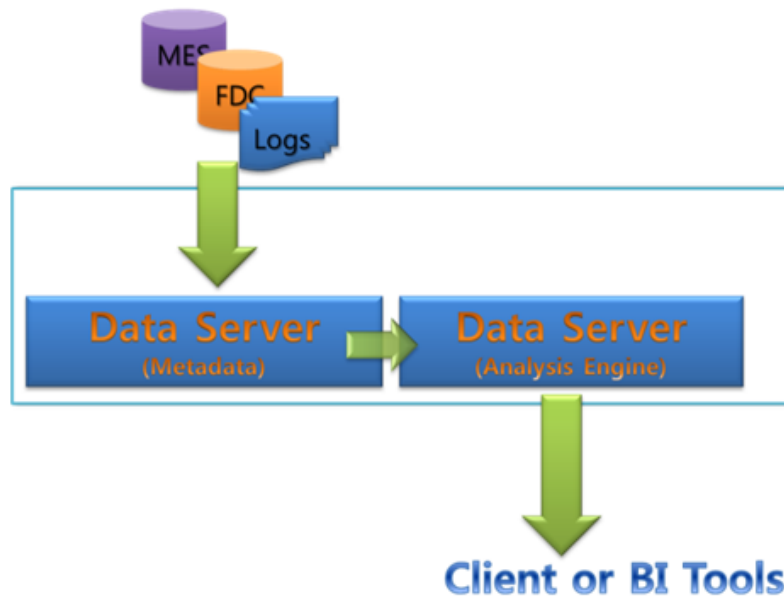 MES
FDC
Logs
Data Server
(Metadata)
Data Server
(Analysis Engine)
Client or BI Tools